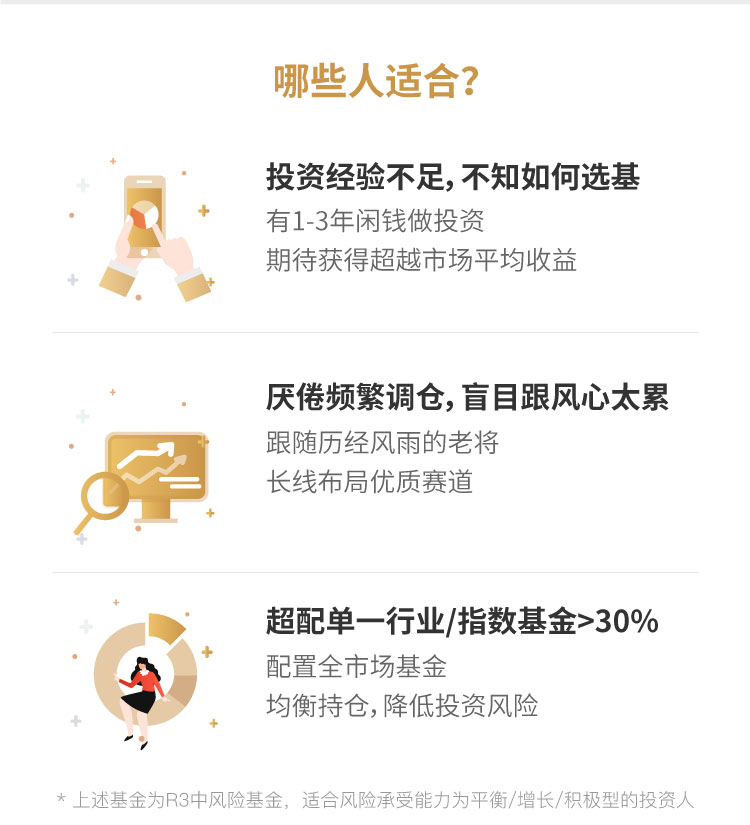 哪些人适合？
投资经验不足，不知如何选基
有1-3年闲钱做投资
期待获得超越市场平均收益
厌倦频繁调仓，盲目跟风心太累
跟随历经风雨的老将
长线布局优质赛道
超配单一行业/指数基金>30%
配置全市场基金
均衡持仓，降低投资风险
* 上述基金为R3中风险基金，适合风险承受能力为平衡/增长/积极型的投资人